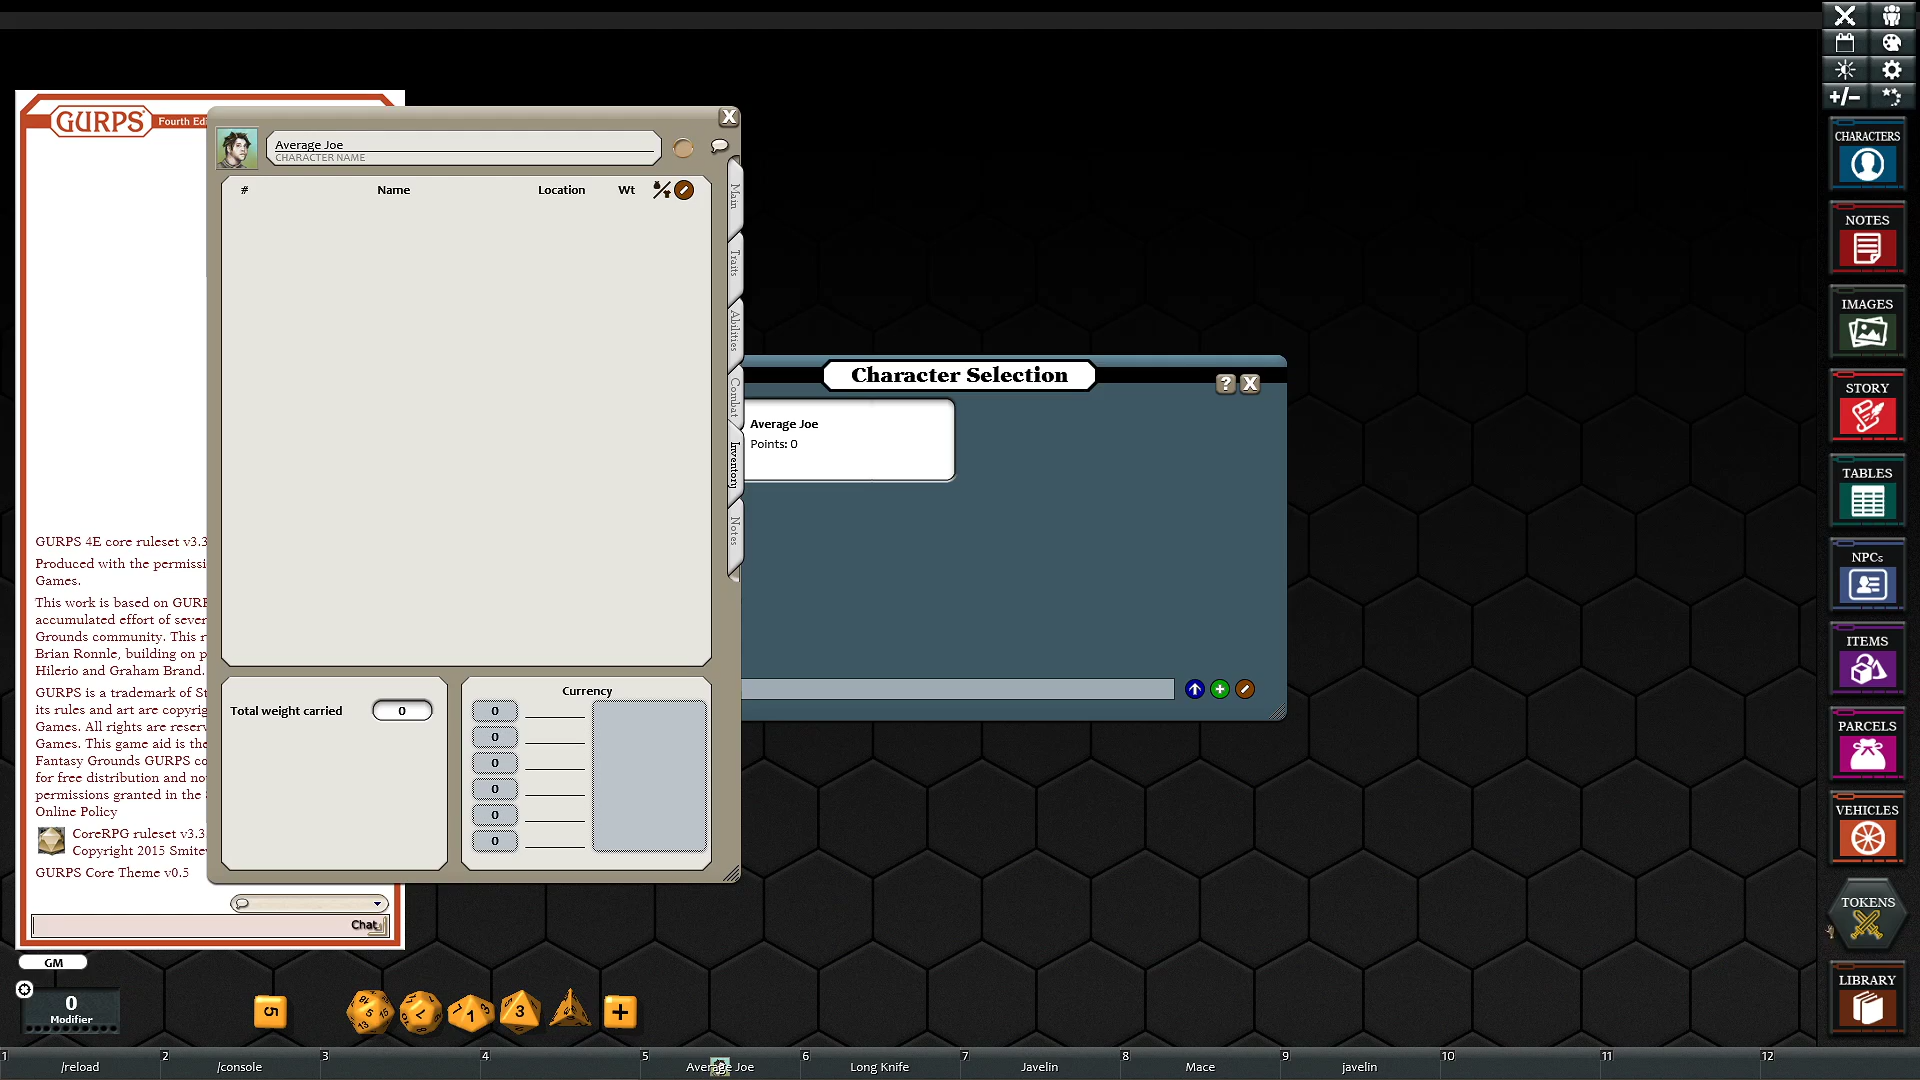 GURPS Fourth Edi
GURPS 4E core ruleset v3.3
Produced with the permissi
Games.
This work is based on GURP
accumulated effort of sever
Grounds community. This r
Brian Ronnle, building on p
Hilerio and Graham Brand.
GURPS is a trademark of St
its rules and art are copyrig
Games. All rights are reserv
Games. This game aid is the
Fantasy Grounds GURPS co
for free distribution and no
permissions granted in the
Online Policy
CoreRPG ruleset v3.3
Copyright 2015 Smitew
GURPS Core Theme v0.5
Chat
GM
0
Modifier
X
Average Joe
CHARACTER NAME
# Name Location Wt
Main
Traits
Abilities
Combat
Inventory
Notes
Total weight carried 0
Currency
0
0
0
0
0
0
Character Selection
? X
Average Joe
Points: 0
+/-
CHARACTERS
NOTES
IMAGES
STORY
TABLES
NPCs
ITEMS
PARCELS
VEHICLES
TOKENS
LIBRARY
1 /reload
2 /console
3
4
5 Average Joe
6 Long Knife
7 Javelin
8 Mace
9 javelin
10
11
12